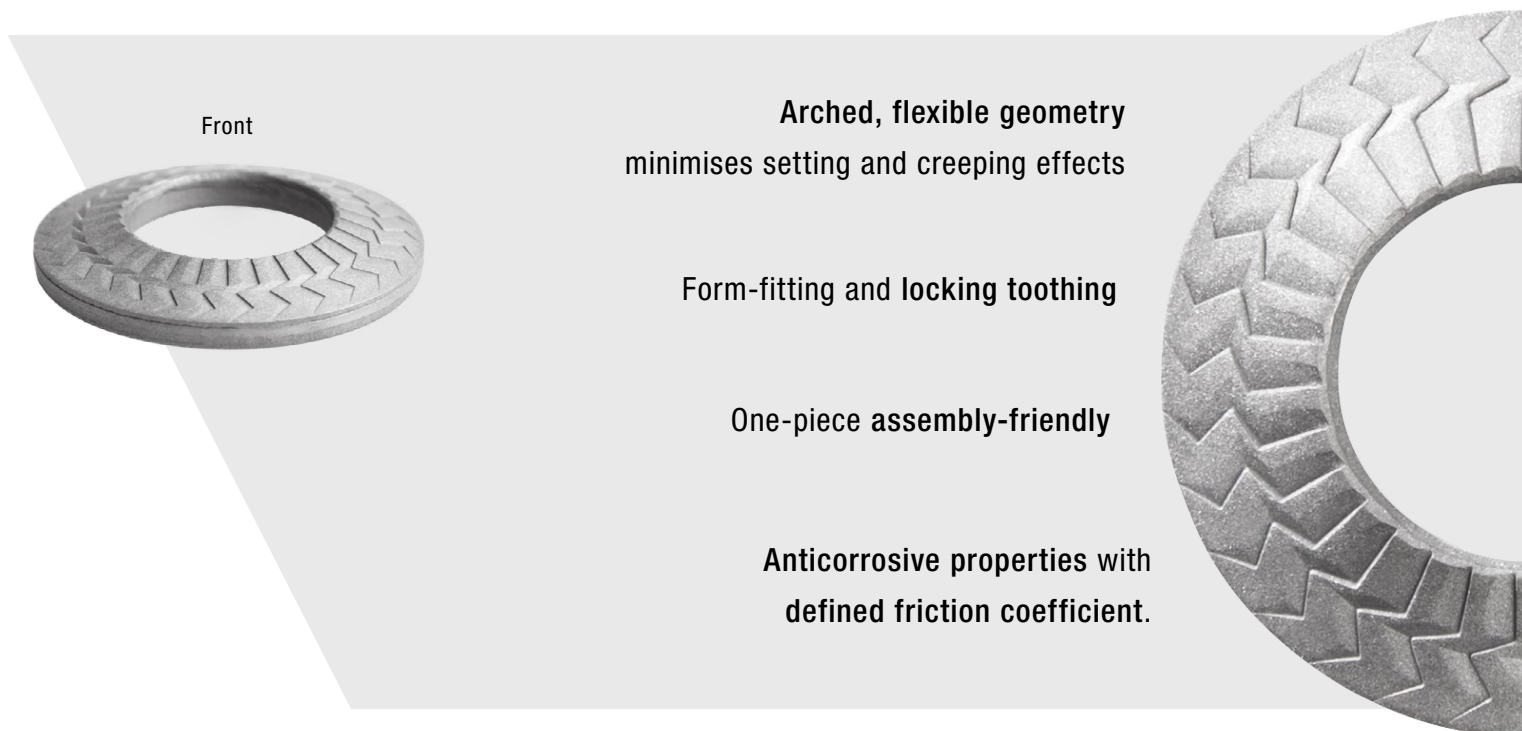 Front
Arched, flexible geometry
minimises setting and creeping effects
Form-fitting and locking toothing
One-piece assembly-friendly
Anticorrosive properties with
defined friction coefficient.